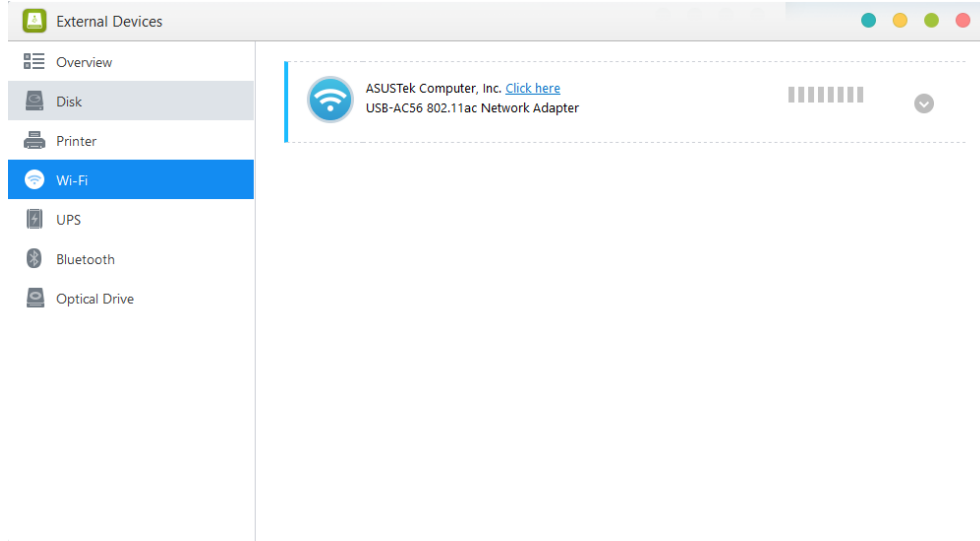 External Devices
Overview
Disk
Printer
Wi-Fi
UPS
Bluetooth
Optical Drive
ASUSTek Computer, Inc. Click here
USB-AC56 802.11ac Network Adapter